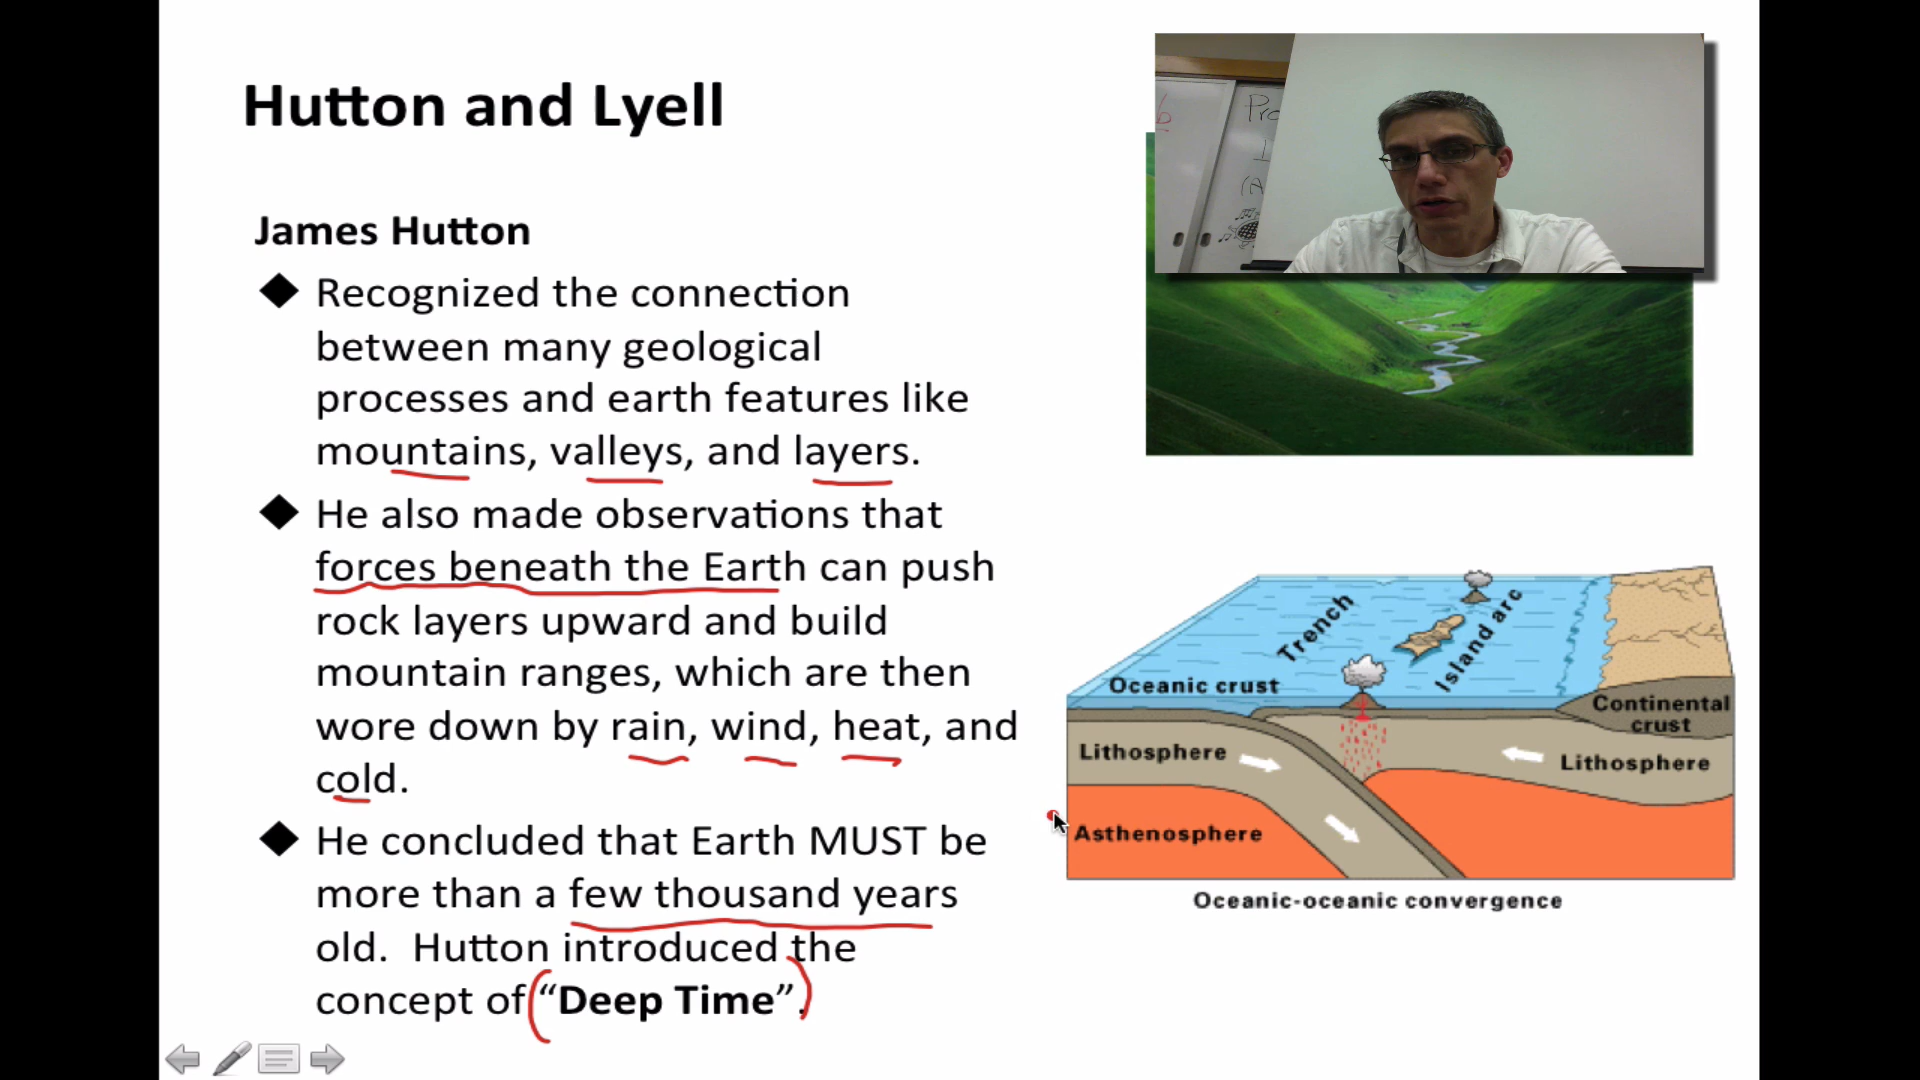 Hutton and Lyell
James Hutton
Recognized the connection
between many geological
processes and earth features like
mountains, valleys, and layers.
He also made observations that
forces beneath the Earth can push
rock layers upward and build
mountain ranges, which are then
wore down by rain, wind, heat, and
cold.
He concluded that Earth MUST be
more than a few thousand years
old. Hutton introduced the
concept of “Deep Time”.
Trench
Island arc
Oceanic crust
Continental
crust
Lithosphere
Lithosphere
Asthenosphere
Oceanic-oceanic convergence